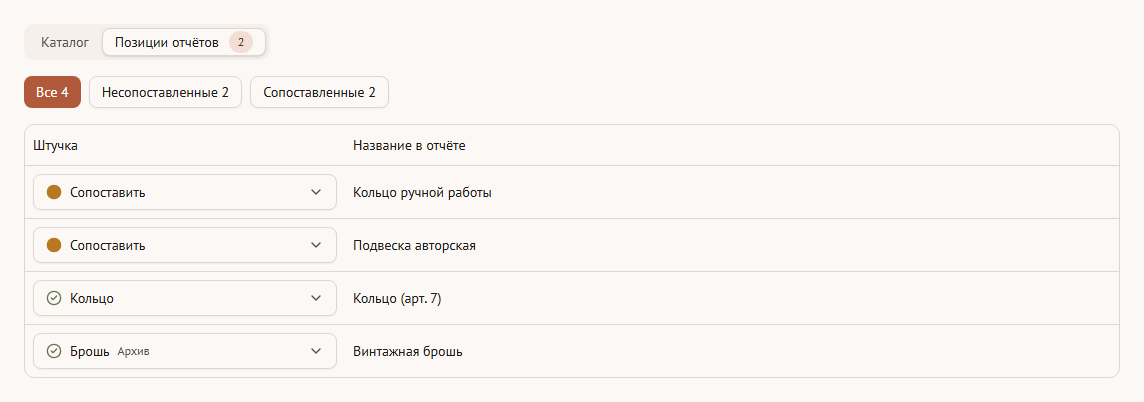 Каталог Позиции отчётов 2
Все 4 Несопоставленные 2 Сопоставленные 2
Штучка Название в отчёте
Сопоставить Кольцо ручной работы
Сопоставить Подвеска авторская
Кольцо Кольцо (арт. 7)
Брошь Архив Винтажная брошь